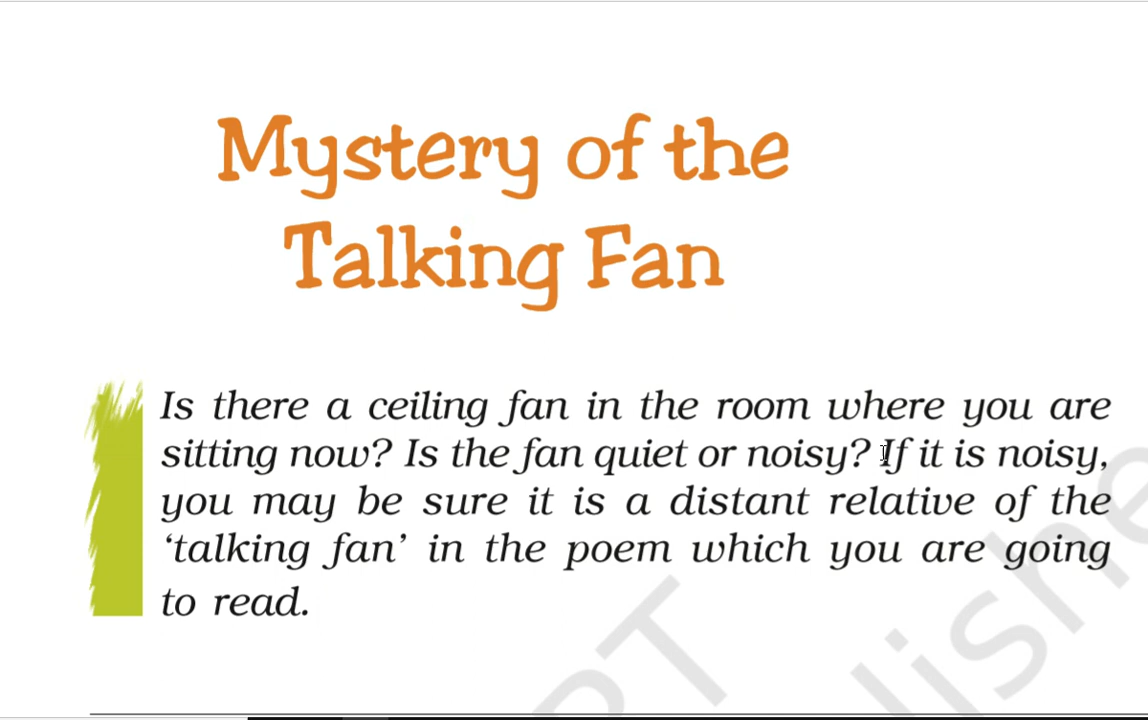 Mystery of the
Talking Fan
Is there a ceiling fan in the room where you are
sitting now? Is the fan quiet or noisy? If it is noisy,
you may be sure it is a distant relative of the
‘talking fan’ in the poem which you are going
to read.